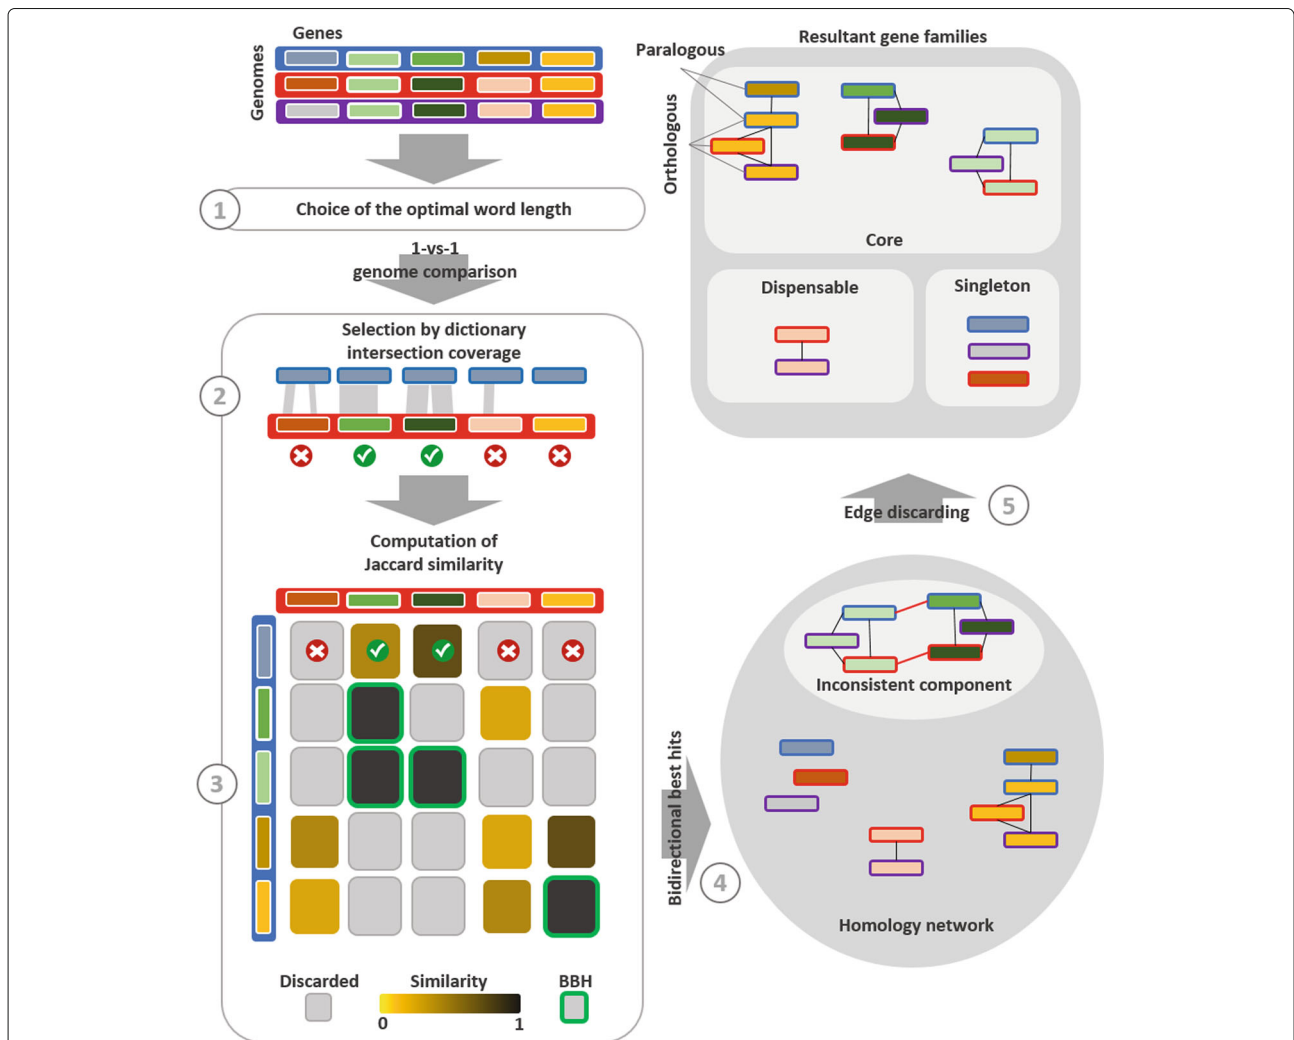 Genes
Genomes
1
Choice of the optimal word length
1-vs-1
genome comparison
Selection by dictionary
intersection coverage
2
Computation of
Jaccard similarity
3
Discarded
Similarity
BBH
0
1
Bidirectional best hits
4
Inconsistent component
Homology network
Edge discarding
5
Resultant gene families
Paralogous
Orthologous
Core
Dispensable
Singleton